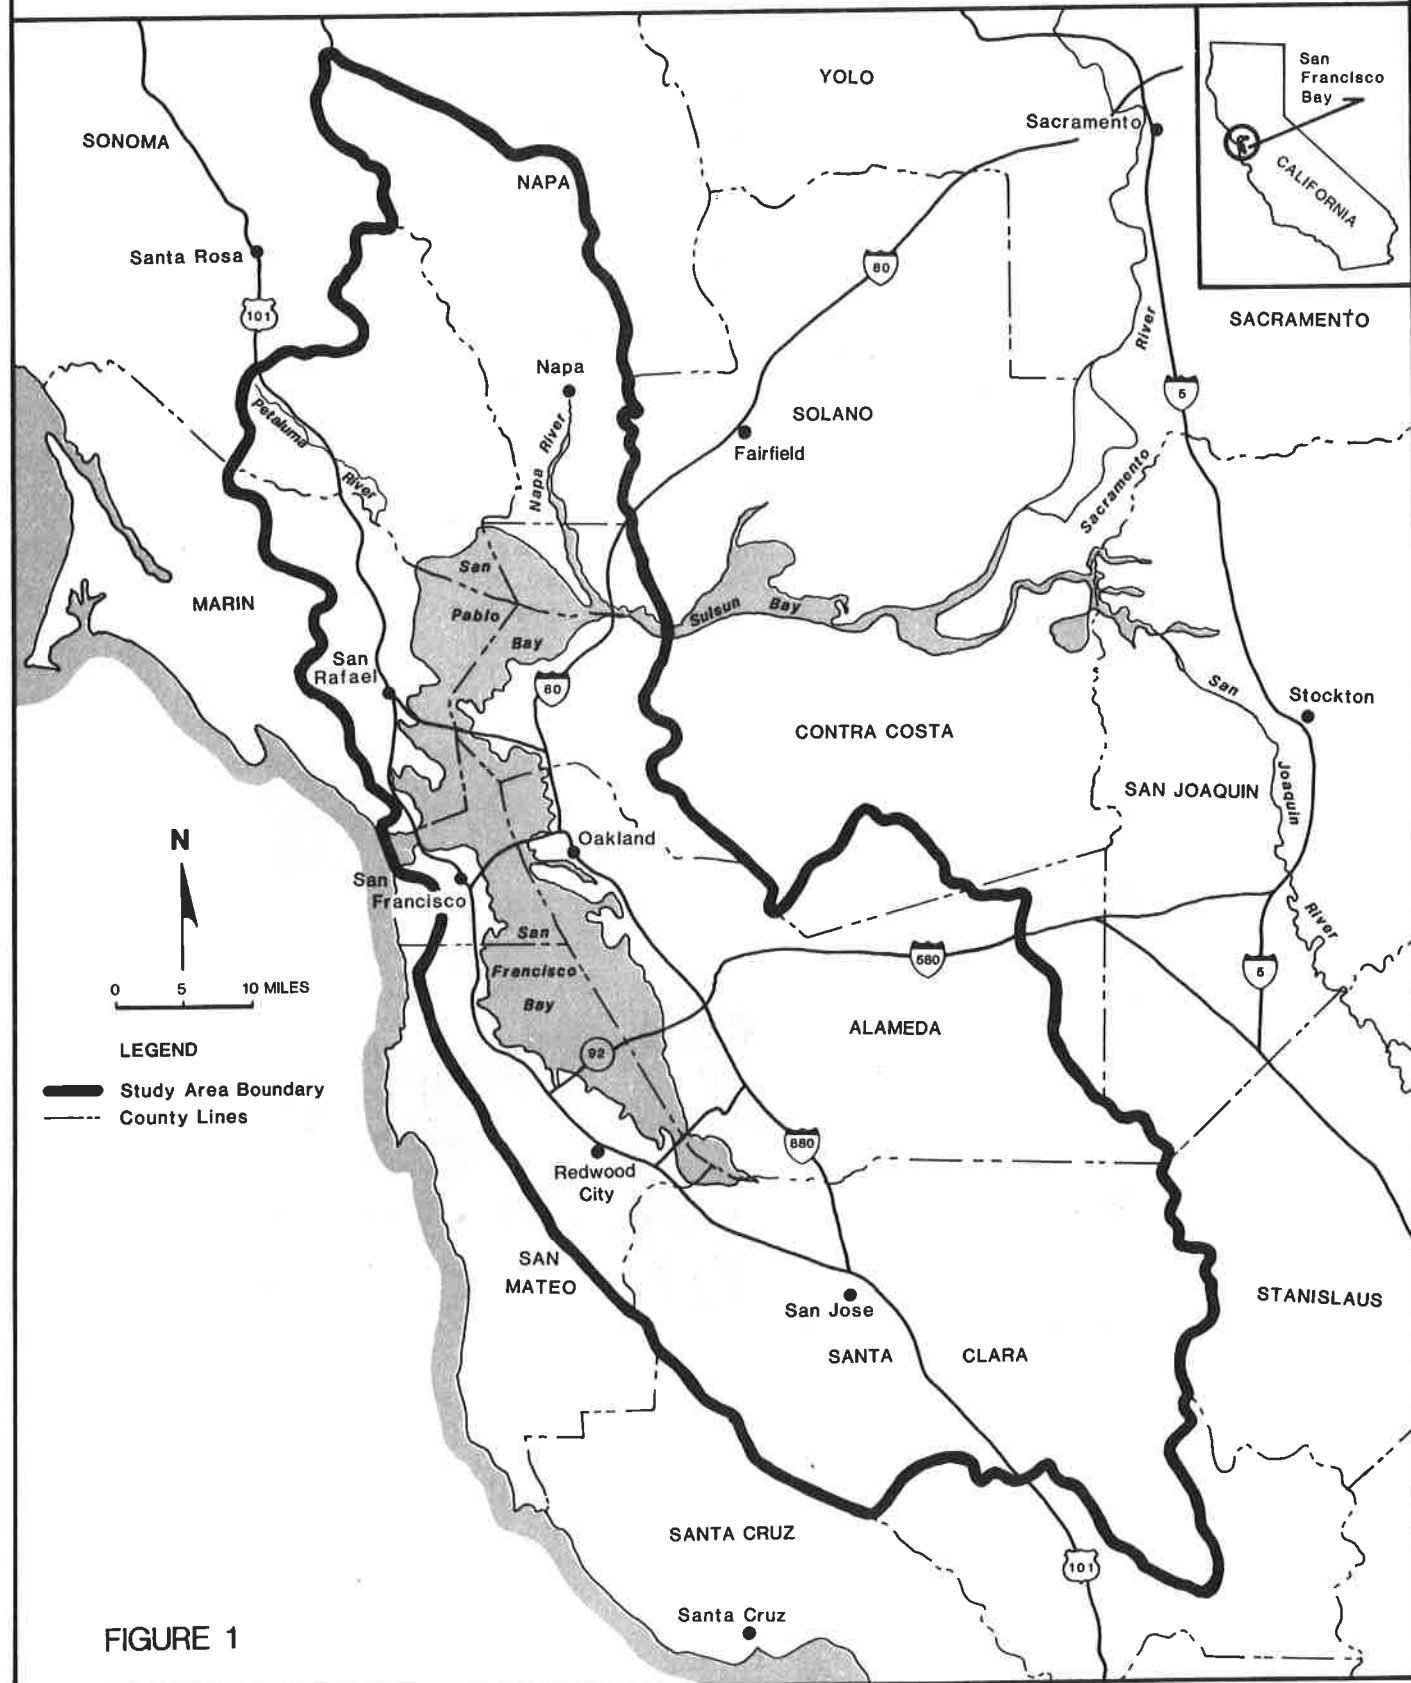 YOLO
San
Francisco
Bay
Sacramento
SONOMA
CALIFORNIA
NAPA
Santa Rosa
80
101
River
SACRAMENTO
Napa
5
Petaluma
River
Napa River
SOLANO
Fairfield
Sacramento
San
Pablo
Bay
Suisun Bay
MARIN
San
Rafael
80
San
Stockton
CONTRA COSTA
Joaquin
SAN JOAQUIN
N
Oakland
San
Francisco
River
San
Francisco
Bay
580
5
0 5 10 MILES
ALAMEDA
LEGEND
92
Study Area Boundary
County Lines
880
Redwood
City
SAN
MATEO
San Jose
STANISLAUS
SANTA CLARA
SANTA CRUZ
101
Santa Cruz
FIGURE 1